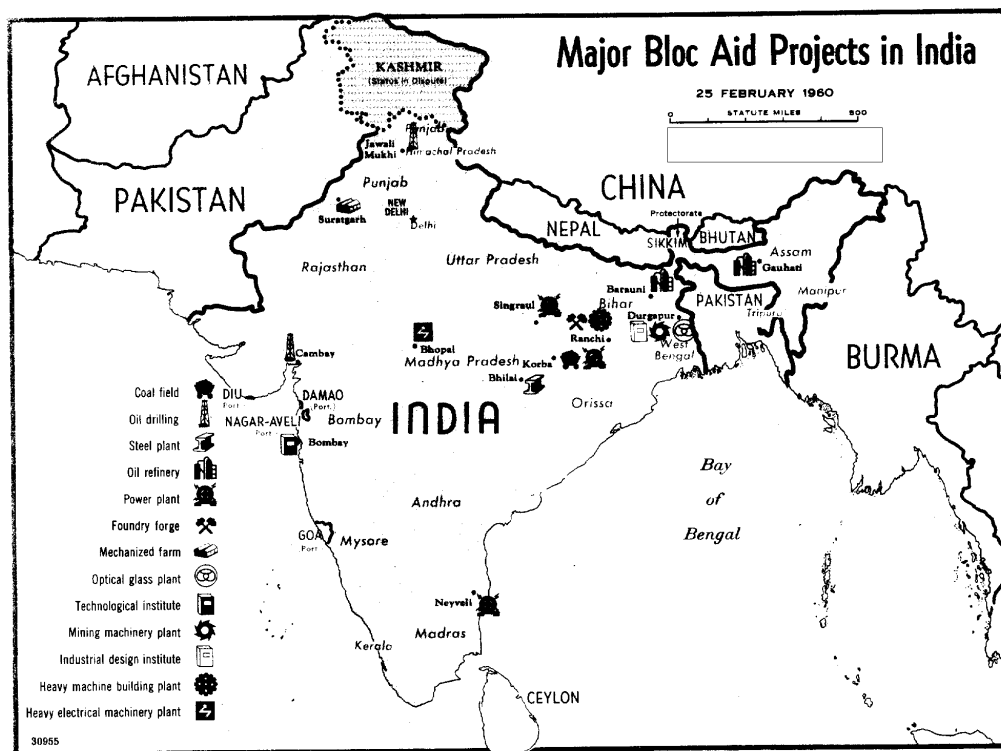 Major Bloc Aid Projects in India
25 FEBRUARY 1960
0 STATUTE MILES 500
AFGHANISTAN
KASHMIR
(Status in Dispute)
Punjab
Jawali
Mukhi
Himachal Pradesh
PAKISTAN
Punjab
CHINA
Suratgarh
NEW
DELHI
Delhi
NEPAL
Protectorate
SIKKIM
BHUTAN
Assam
Gauhati
Rajasthan
Uttar Pradesh
Barauni
Bihar
PAKISTAN
Manipur
Tripura
Singrauli
Durgapur
Ranchi
West
Bengal
BURMA
Cambay
Bhopal
Madhya Pradesh
Korba
Bhilai
Orissa
DIU
Port.
DAMAO
(Port.)
NAGAR-AVELI
Port.
Bombay
Bombay
INDIA
Andhra
Bay
of
Bengal
GOA
Port.
Mysore
Neyveli
Madras
Kerala
CEYLON
Coal field
Oil drilling
Steel plant
Oil refinery
Power plant
Foundry forge
Mechanized farm
Optical glass plant
Technological institute
Mining machinery plant
Industrial design institute
Heavy machine building plant
Heavy electrical machinery plant
30955